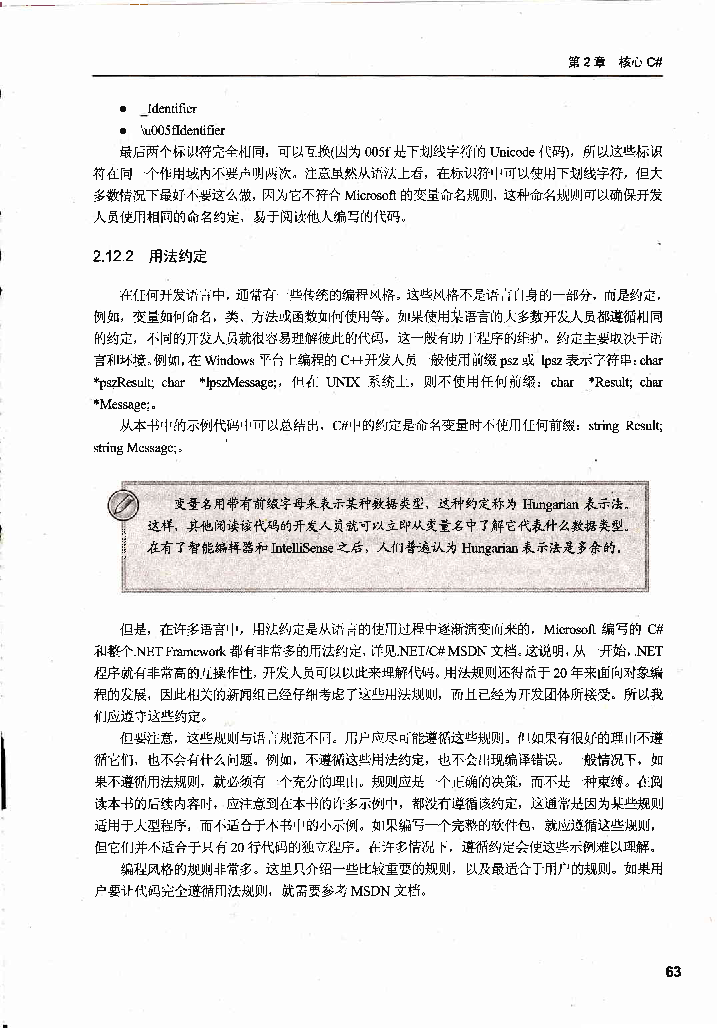 第 2 章 核心 C#
● _Identifier
● \u005fIdentifier
最后两个标识符完全相同，可以互换(因为 005f 是下划线字符的 Unicode 代码)，所以这些标识
符在同一个作用域内不要声明两次。注意虽然从语法上看，在标识符中可以使用下划线字符，但大
多数情况下最好不要这么做，因为它不符合 Microsoft 的变量命名规则，这种命名规则可以确保开发
人员使用相同的命名约定，易于阅读他人编写的代码。
2.12.2 用法约定
在任何开发语言中，通常有一些传统的编程风格。这些风格不是语言自身的一部分，而是约定，
例如，变量如何命名，类、方法或函数如何使用等。如果使用某语言的大多数开发人员都遵循相同
的约定，不同的开发人员就很容易理解彼此的代码，这一般有助于程序的维护。约定主要取决于语
言和环境。例如，在 Windows 平台上编程的 C++开发人员一般使用前缀 psz 或 lpsz 表示字符串：char
*pszResult; char *lpszMessage;，但在 UNIX 系统上，则不使用任何前缀：char *Result; char
*Message;。
从本书中的示例代码中可以总结出，C#中的约定是命名变量时不使用任何前缀：string Result;
string Message;。
变量名用带有前缀字母来表示某种数据类型，这种约定称为 Hungarian 表示法。
这样，其他阅读该代码的开发人员就可以立即从变量名中了解它代表什么数据类型。
在有了智能编辑器和 IntelliSense 之后，人们普遍认为 Hungarian 表示法是多余的。
但是，在许多语言中，用法约定是从语言的使用过程中逐渐演变而来的，Microsoft 编写的 C#
和整个.NET Framework 都有非常多的用法约定，详见.NET/C# MSDN 文档。这说明，从一开始，.NET
程序就有非常高的互操作性，开发人员可以以此来理解代码。用法规则还得益于 20 年来面向对象编
程的发展，因此相关的新闻组已经仔细考虑了这些用法规则，而且已经为开发团体所接受。所以我
们应遵守这些约定。
但要注意，这些规则与语言规范不同。用户应尽可能遵循这些规则。但如果有很好的理由不遵
循它们，也不会有什么问题。例如，不遵循这些用法约定，也不会出现编译错误。一般情况下，如
果不遵循用法规则，就必须有一个充分的理由。规则应是一个正确的决策，而不是一种束缚。在阅
读本书的后续内容时，应注意到在本书的许多示例中，都没有遵循该约定，这通常是因为某些规则
适用于大型程序，而不适合于本书中的小示例。如果编写一个完整的软件包，就应遵循这些规则，
但它们并不适合于只有 20 行代码的独立程序。在许多情况下，遵循约定会使这些示例难以理解。
编程风格的规则非常多。这里只介绍一些比较重要的规则，以及最适合于用户的规则。如果用
户要让代码完全遵循用法规则，就需要参考 MSDN 文档。
63